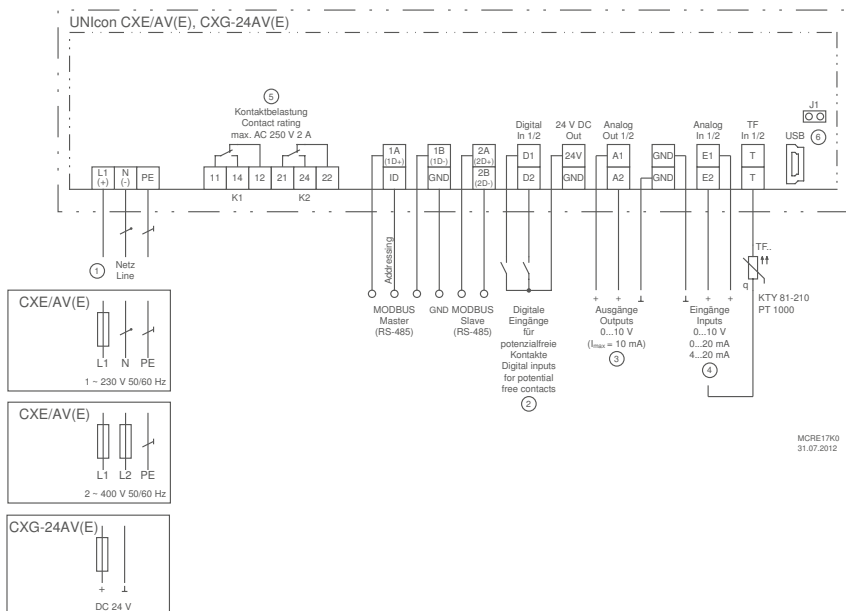 UNIcon CXE/AV(E), CXG-24AV(E)
5
Kontaktbelastung
Contact rating
max. AC 250 V 2 A
L1
(+)
N
(-)
PE
11
14
12
21
24
22
K1
K2
1A
(1D+)
ID
1B
(1D-)
GND
2A
(2D+)
2B
(2D-)
Digital
In 1/2
D1
D2
24 V DC
Out
24V
GND
Analog
Out 1/2
A1
A2
GND
GND
Analog
In 1/2
E1
E2
TF
In 1/2
T
T
USB
J1
6
1
Netz
Line
Addressing
MODBUS
Master
(RS-485)
GND
MODBUS
Slave
(RS-485)
Digitale
Eingänge
für
potenzialfreie
Kontakte
Digital inputs
for potential
free contacts
2
+ + ⊥
Ausgänge
Outputs
0...10 V
(Imax = 10 mA)
3
⊥ + +
Eingänge
Inputs
0...10 V
0...20 mA
4...20 mA
4
TF..
q
KTY 81-210
PT 1000
CXE/AV(E)
L1 N PE
1 ~ 230 V 50/60 Hz
CXE/AV(E)
L1 L2 PE
2 ~ 400 V 50/60 Hz
CXG-24AV(E)
+ ⊥
DC 24 V
MCRE17K0
31.07.2012